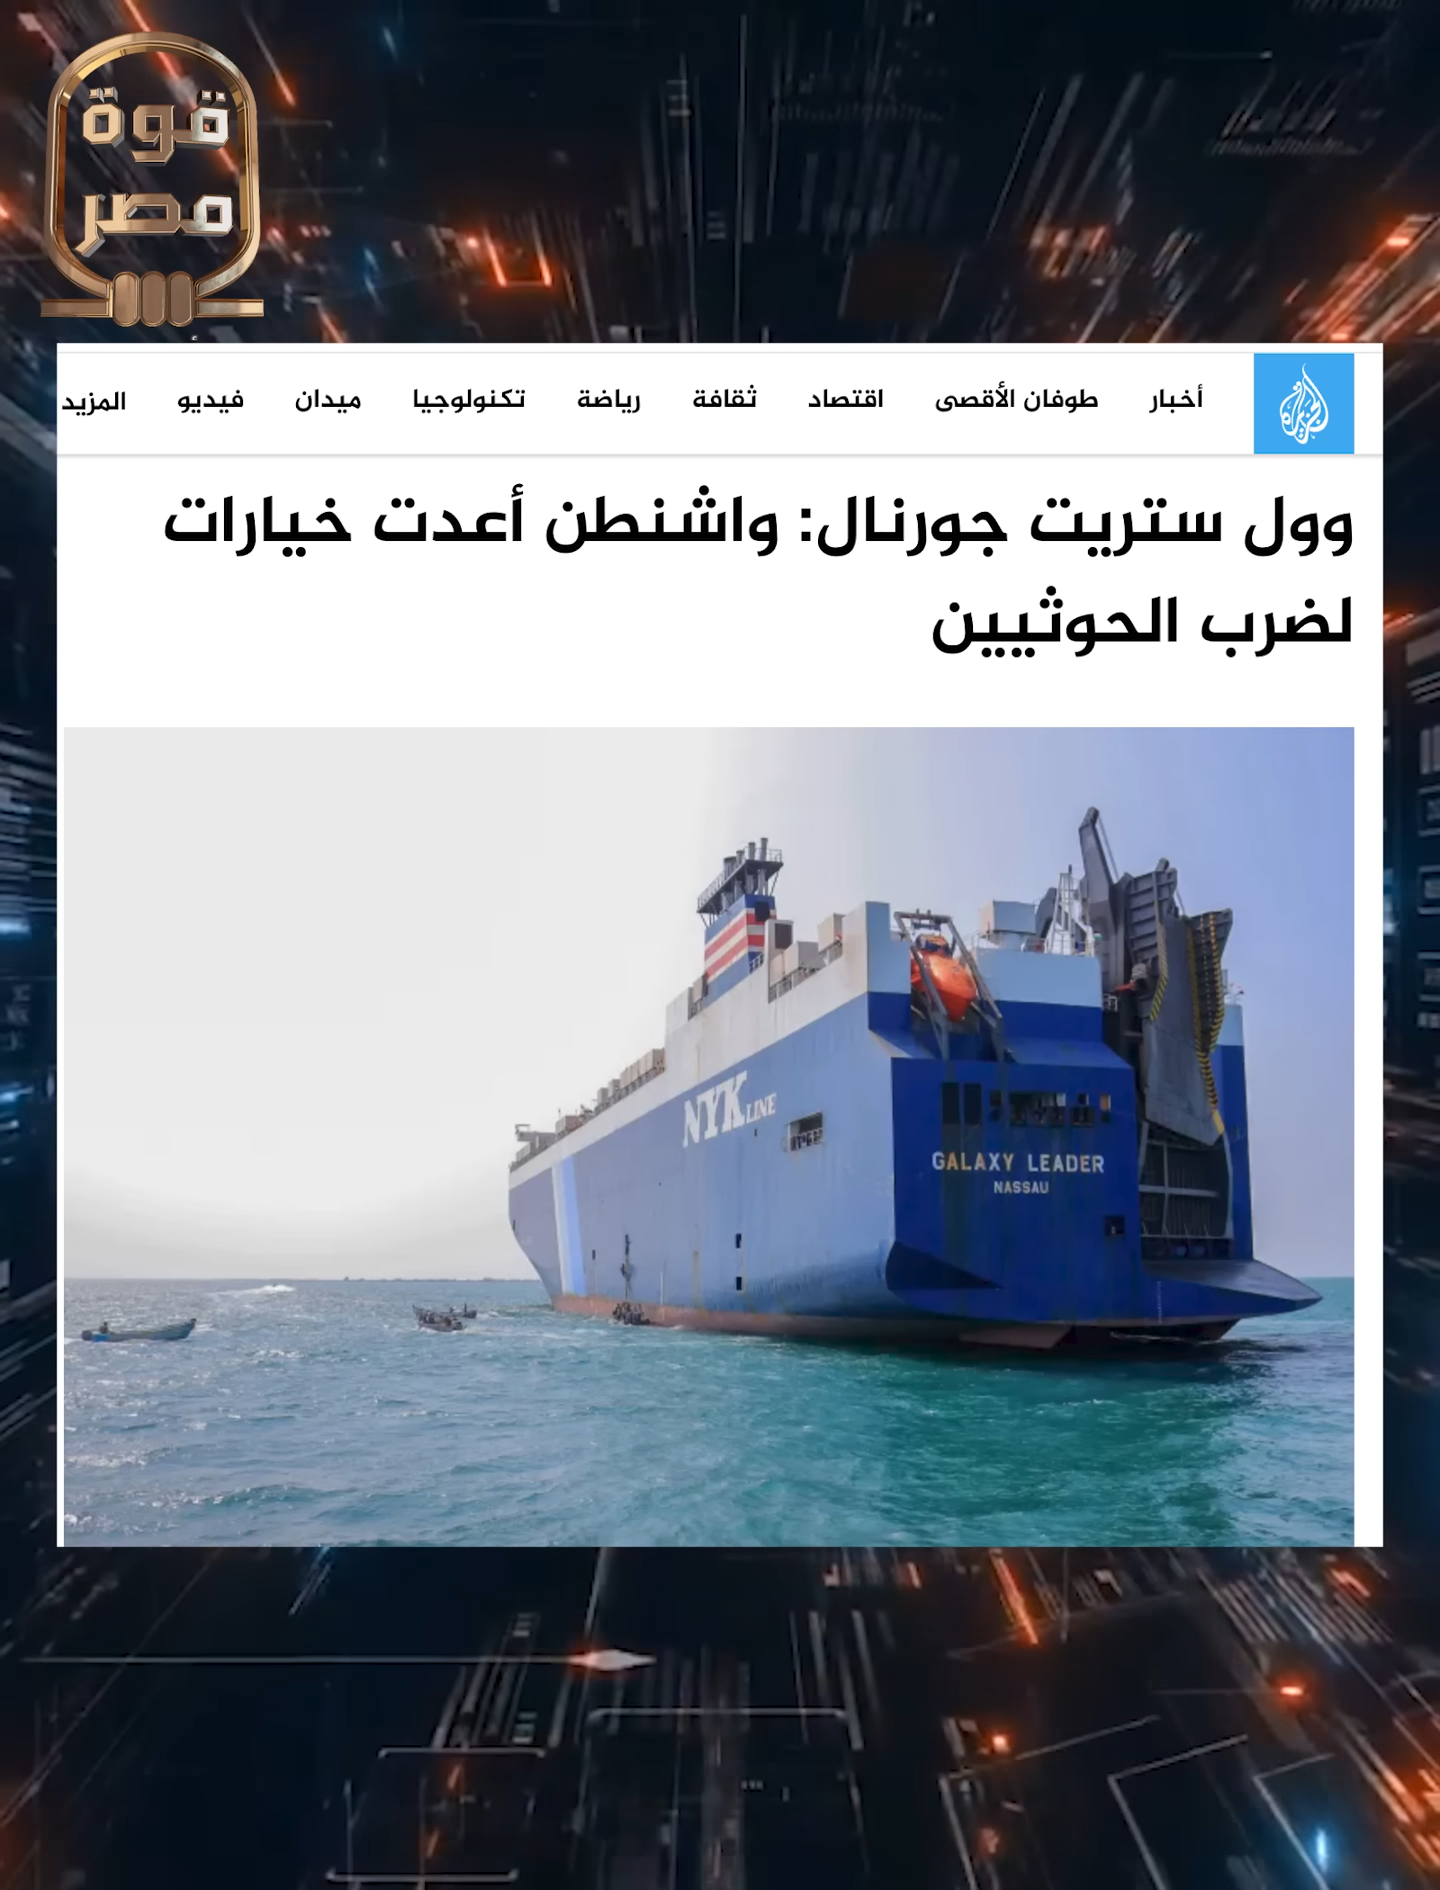 قوة
مصر
أخبار طوفان الأقصى اقتصاد ثقافة رياضة تكنولوجيا ميدان فيديو المزيد
الجزيرة
وول ستريت جورنال: واشنطن أعدت خيارات
لضرب الحوثيين
NYK LINE
GALAXY LEADER
NASSAU